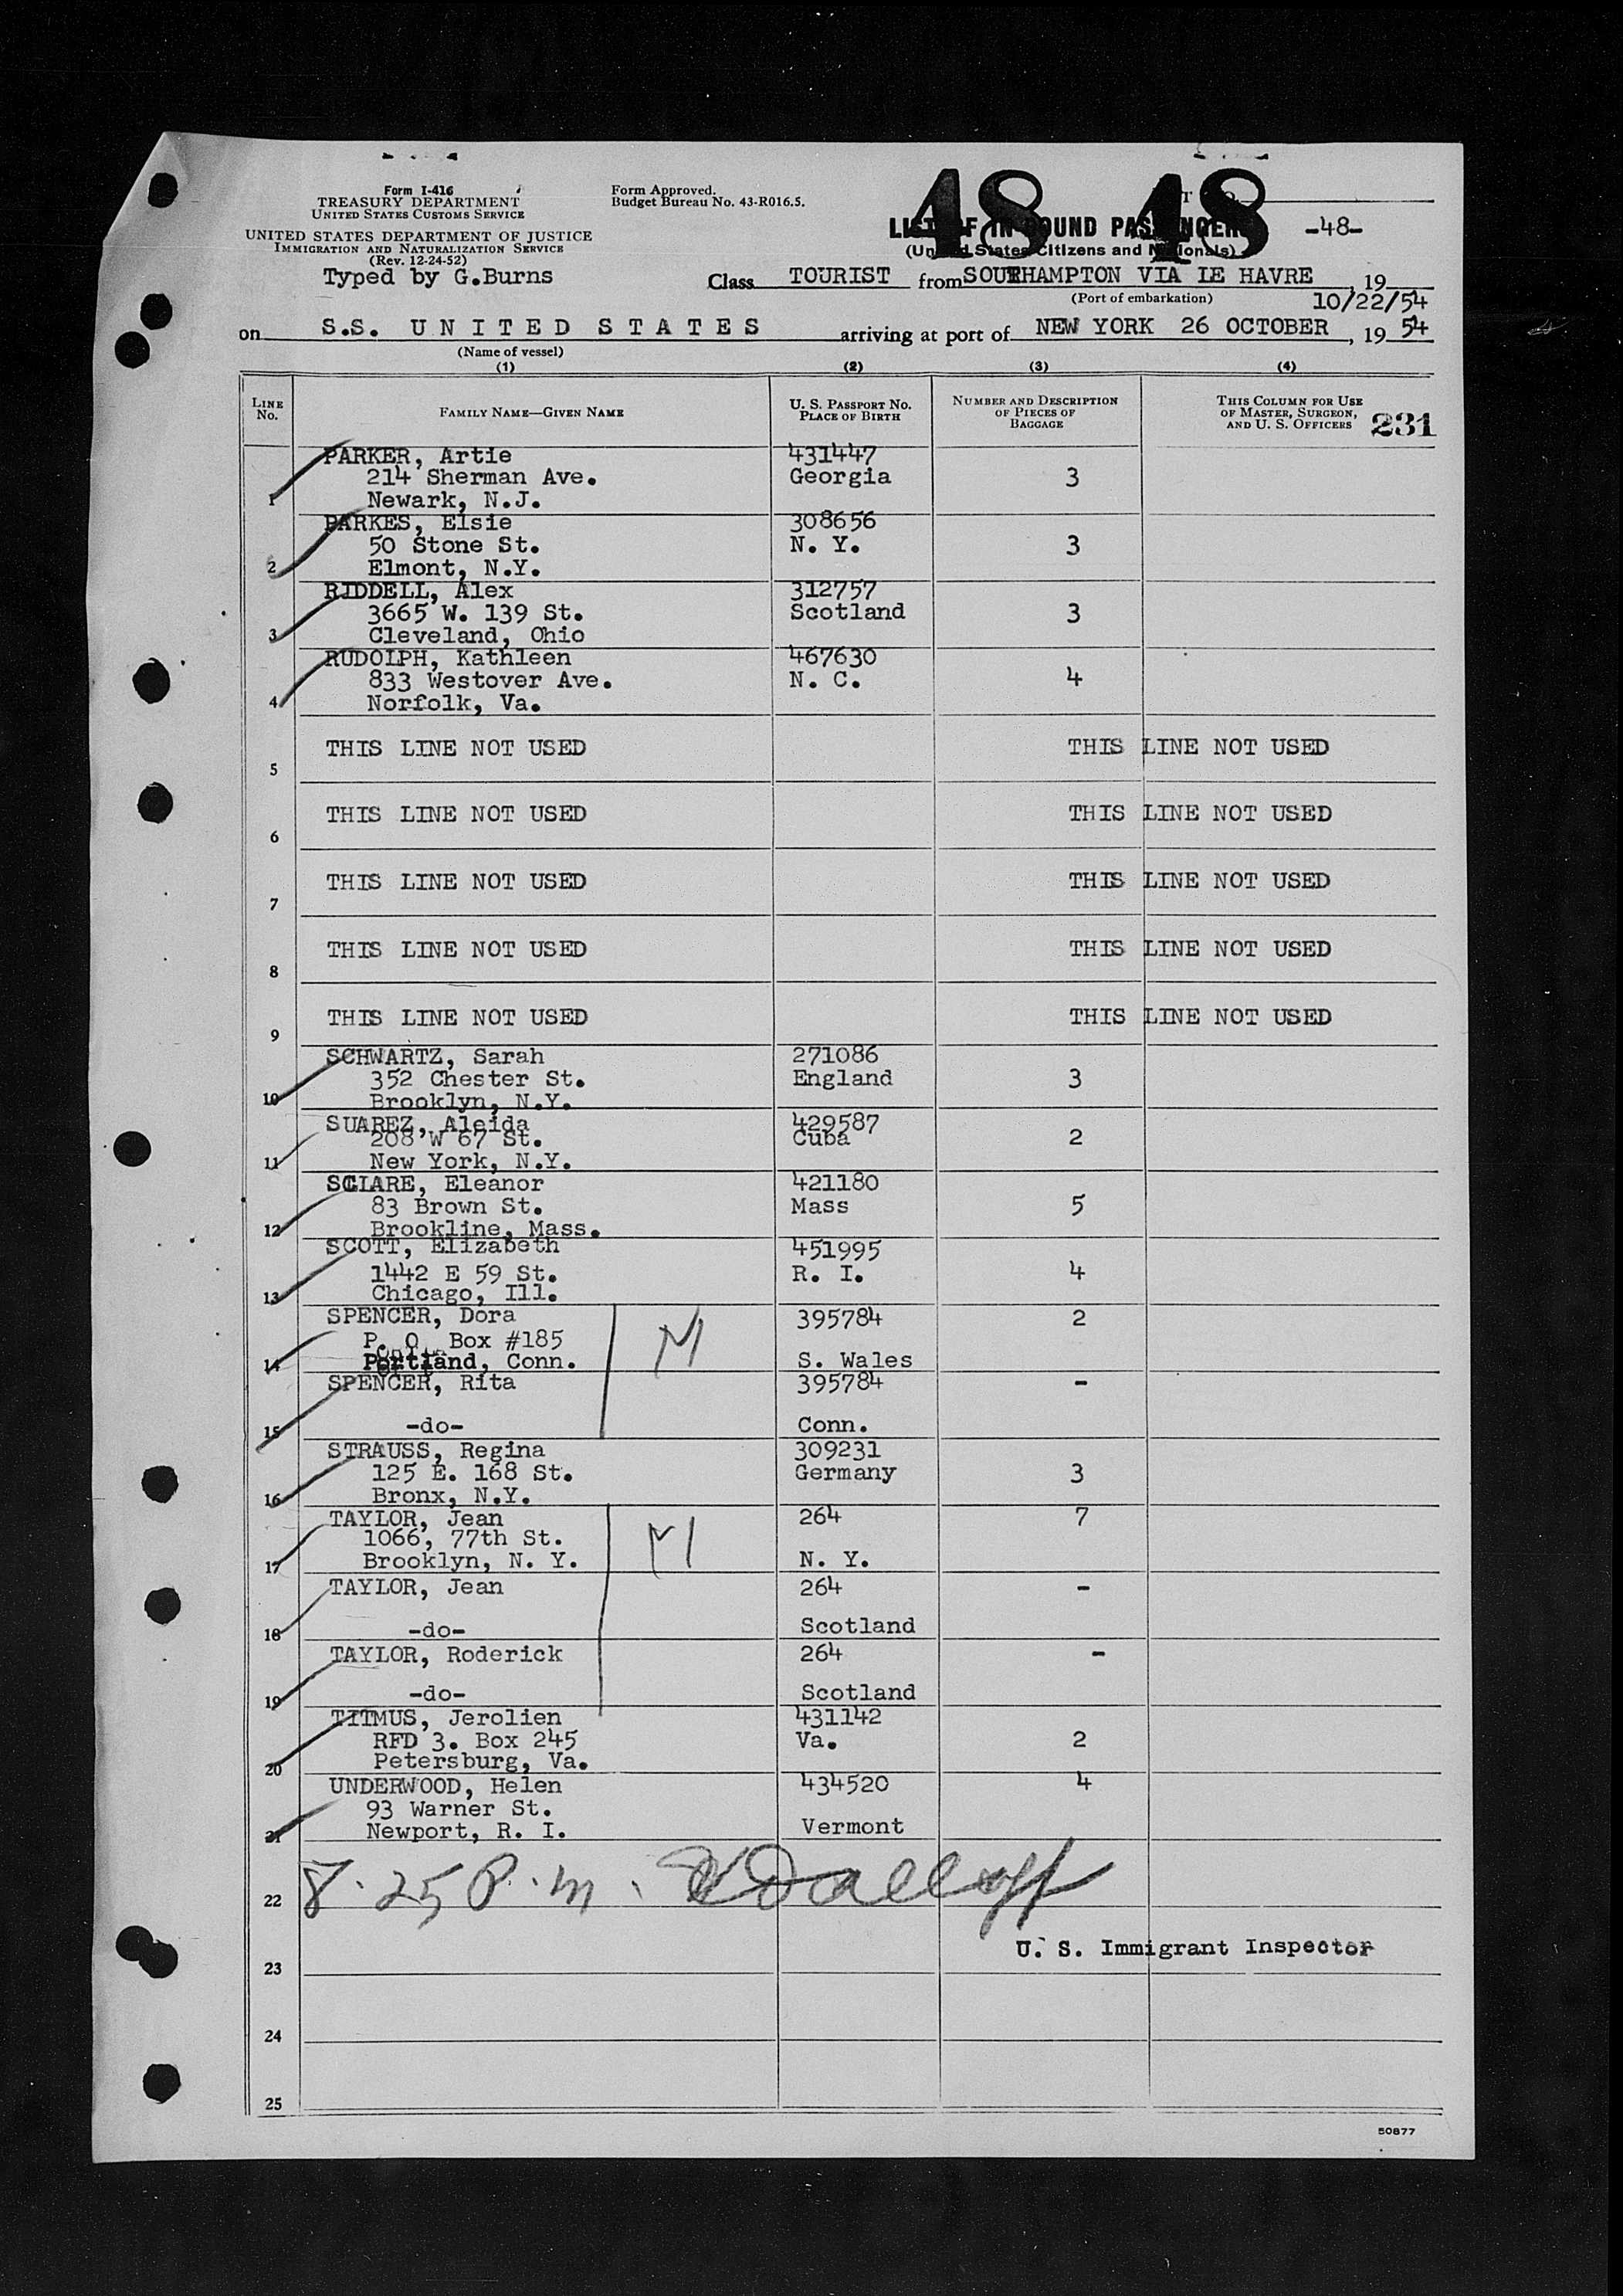 48 48
Form I-416
TREASURY DEPARTMENT
UNITED STATES CUSTOMS SERVICE
UNITED STATES DEPARTMENT OF JUSTICE
IMMIGRATION AND NATURALIZATION SERVICE
(Rev. 12-24-52)
Typed by G.Burns
Form Approved.
Budget Bureau No. 43-R016.5.
LIST OF IN-BOUND PASSENGERS
-48-
(United States Citizens and Nationals)
Class TOURIST from SOUTHAMPTON VIA LE HAVRE , 19
(Port of embarkation) 10/22/54
on S.S. UNITED STATES arriving at port of NEW YORK 26 OCTOBER , 19 54
(Name of vessel)
(1) (2) (3) (4)
LINE No. FAMILY NAME—GIVEN NAME U. S. PASSPORT No. PLACE OF BIRTH NUMBER AND DESCRIPTION OF PIECES OF BAGGAGE THIS COLUMN FOR USE OF MASTER, SURGEON, AND U. S. OFFICERS 231
PARKER, Artie 431447
214 Sherman Ave. Georgia 3
1 Newark, N.J.
PARKES, Elsie 308656
50 Stone St. N. Y. 3
2 Elmont, N.Y.
RIDDELL, Alex 312757
3665 W. 139 St. Scotland 3
3 Cleveland, Ohio
RUDOLPH, Kathleen 467630
833 Westover Ave. N. C. 4
4 Norfolk, Va.
5 THIS LINE NOT USED THIS LINE NOT USED
6 THIS LINE NOT USED THIS LINE NOT USED
7 THIS LINE NOT USED THIS LINE NOT USED
8 THIS LINE NOT USED THIS LINE NOT USED
9 THIS LINE NOT USED THIS LINE NOT USED
SCHWARTZ, Sarah 271086
352 Chester St. England 3
10 Brooklyn, N.Y.
SUAREZ, Aleida 429587
208 W 67 St. Cuba 2
11 New York, N.Y.
SCLARE, Eleanor 421180
83 Brown St. Mass 5
12 Brookline, Mass.
SCOTT, Elizabeth 451995
1442 E 59 St. R. I. 4
13 Chicago, Ill.
SPENCER, Dora 395784 2
P. O. Box #185 M
14 Portland, Conn. S. Wales
SPENCER, Rita 395784 -
15 -do- Conn.
STRAUSS, Regina 309231
125 E. 168 St. Germany 3
16 Bronx, N.Y.
TAYLOR, Jean 264 7
1066, 77th St. M
17 Brooklyn, N. Y. N. Y.
TAYLOR, Jean 264 -
18 -do- Scotland
TAYLOR, Roderick 264 -
19 -do- Scotland
TITMUS, Jerolien 431142
RFD 3. Box 245 Va. 2
20 Petersburg, Va.
UNDERWOOD, Helen 434520 4
93 Warner St.
21 Newport, R. I. Vermont
22 8.25 P.m.
U. S. Immigrant Inspector
23
24
25
50877